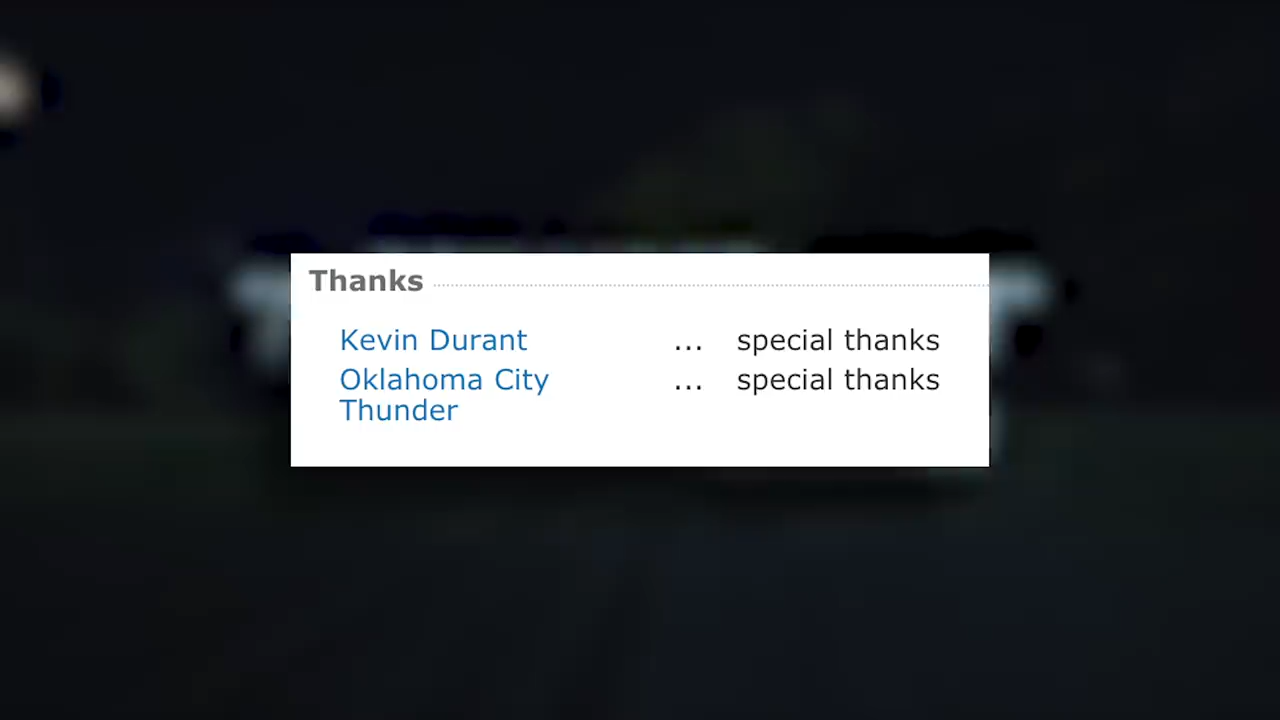 Thanks
Kevin Durant ... special thanks
Oklahoma City ... special thanks
Thunder